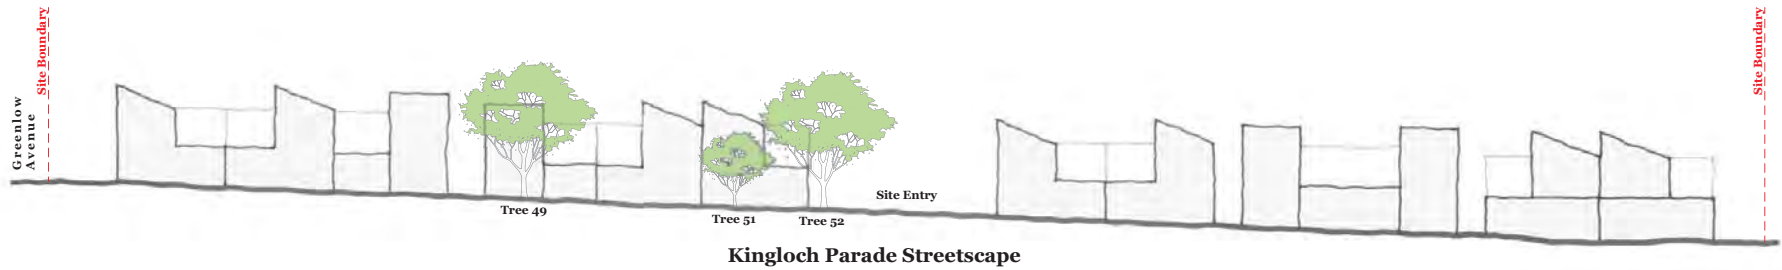 Greenlow
Avenue
Site Boundary
Tree 49
Tree 51
Tree 52
Site Entry
Site Boundary
Kingloch Parade Streetscape